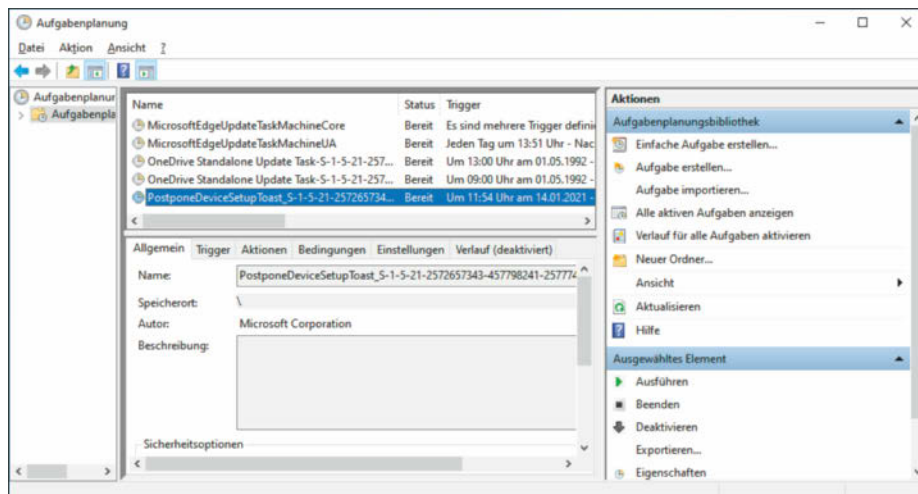 Aufgabenplanung
Datei Aktion Ansicht ?
Aufgabenplanur
Aufgabenpla
Name Status Trigger
MicrosoftEdgeUpdateTaskMachineCore Bereit Es sind mehrere Trigger defini
MicrosoftEdgeUpdateTaskMachineUA Bereit Jeden Tag um 13:51 Uhr - Nac
OneDrive Standalone Update Task-S-1-5-21-257... Bereit Um 13:00 Uhr am 01.05.1992 -
OneDrive Standalone Update Task-S-1-5-21-257... Bereit Um 09:00 Uhr am 01.05.1992 -
PostponeDeviceSetupToast_S-1-5-21-257265734... Bereit Um 11:54 Uhr am 14.01.2021 -
Allgemein Trigger Aktionen Bedingungen Einstellungen Verlauf (deaktiviert)
Name: PostponeDeviceSetupToast_S-1-5-21-2572657343-457798241-257774
Speicherort: \
Autor: Microsoft Corporation
Beschreibung:
Sicherheitsoptionen
Aktionen
Aufgabenplanungsbibliothek
Einfache Aufgabe erstellen...
Aufgabe erstellen...
Aufgabe importieren...
Alle aktiven Aufgaben anzeigen
Verlauf für alle Aufgaben aktivieren
Neuer Ordner...
Ansicht
Aktualisieren
Hilfe
Ausgewähltes Element
Ausführen
Beenden
Deaktivieren
Exportieren...
Eigenschaften